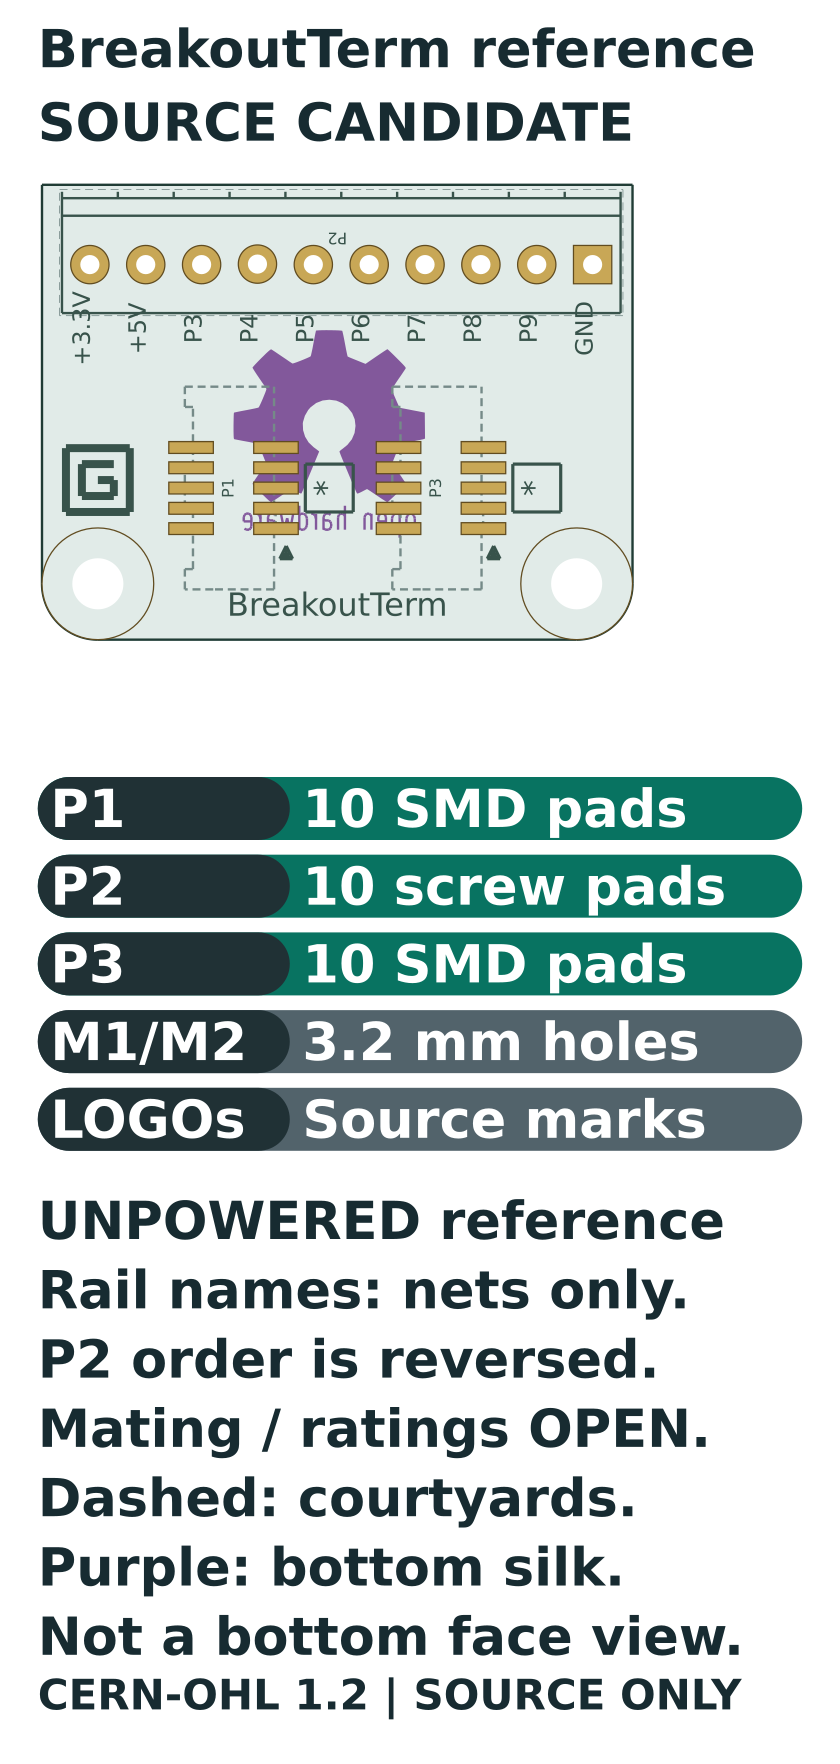 BreakoutTerm reference
SOURCE CANDIDATE
P2
+3.3V
+5V
P3
P4
P5
P6
P7
P8
P9
GND
P1
*
P3
*
open hardware
BreakoutTerm
P1 10 SMD pads
P2 10 screw pads
P3 10 SMD pads
M1/M2 3.2 mm holes
LOGOs Source marks
UNPOWERED reference
Rail names: nets only.
P2 order is reversed.
Mating / ratings OPEN.
Dashed: courtyards.
Purple: bottom silk.
Not a bottom face view.
CERN-OHL 1.2 | SOURCE ONLY